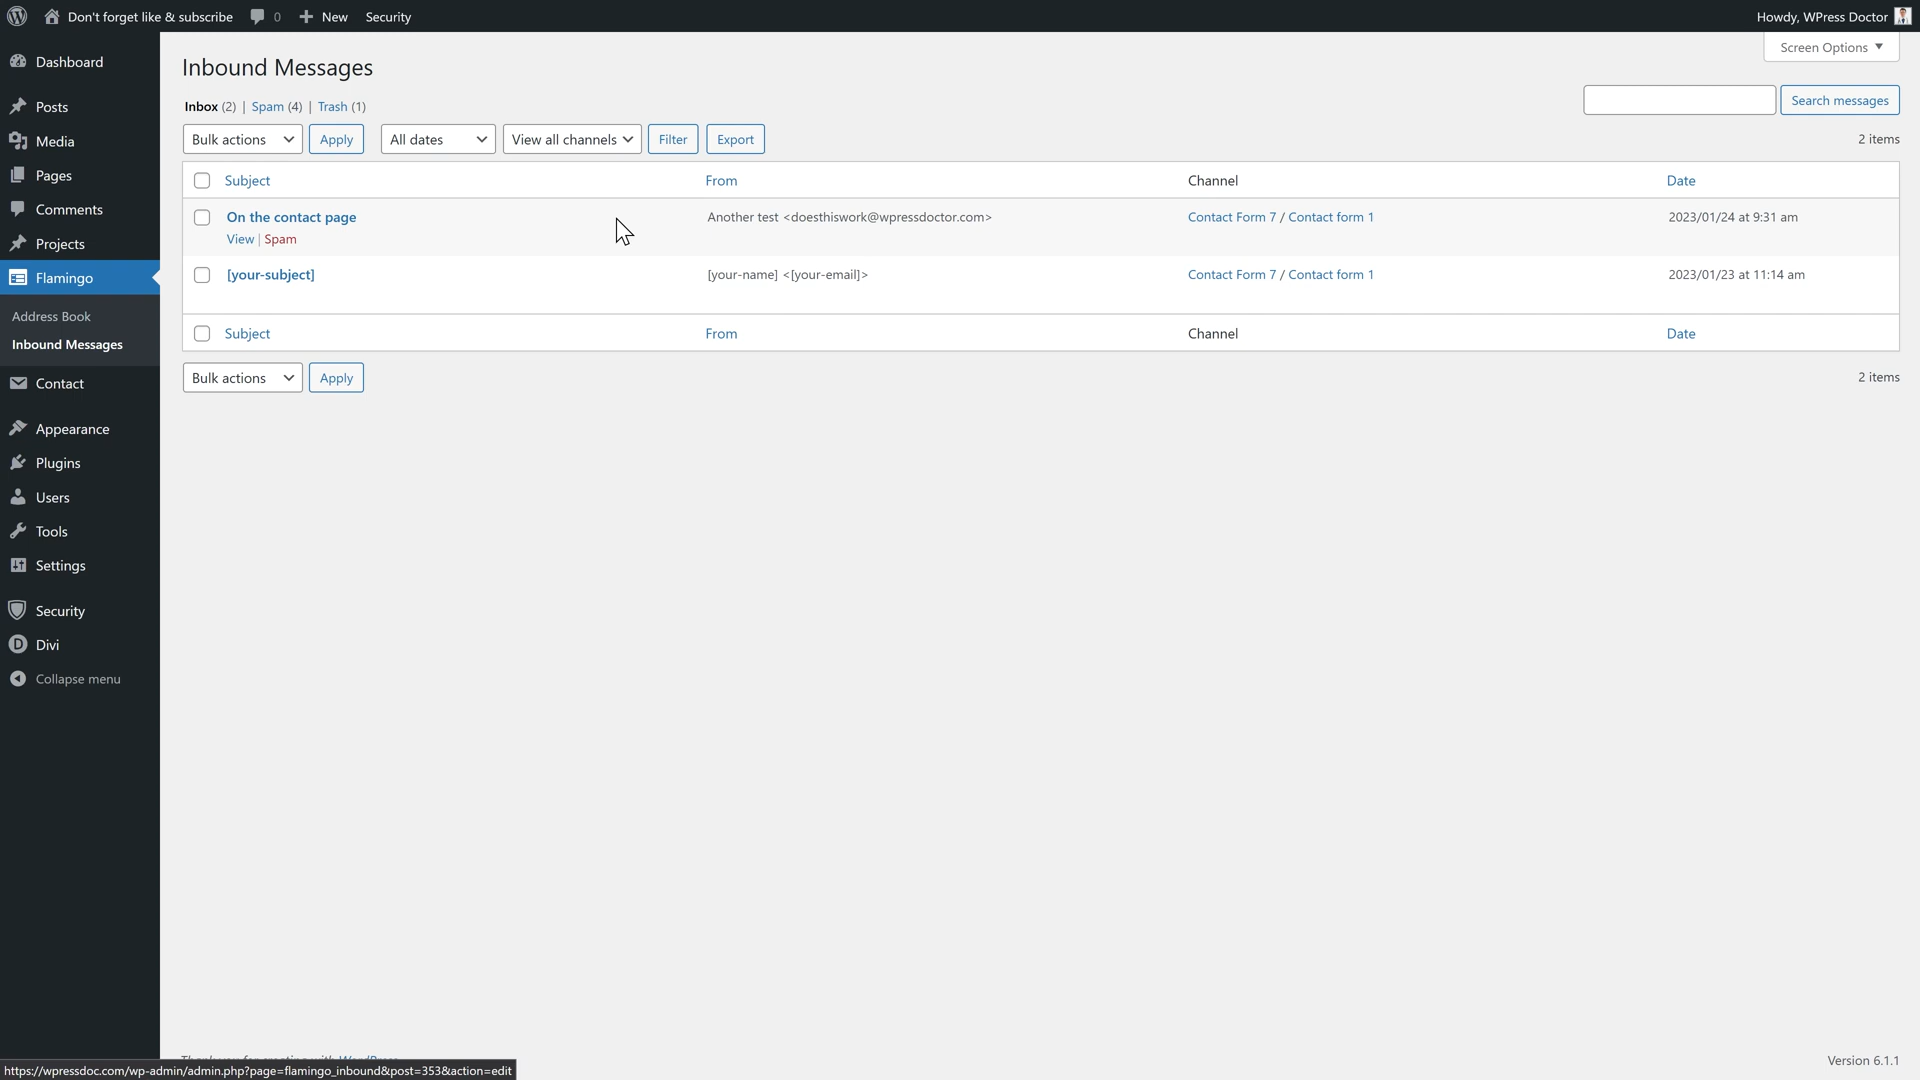 Don't forget like & subscribe 0 New Security Howdy, WPress Doctor
Screen Options
Dashboard
Posts
Media
Pages
Comments
Projects
Flamingo
Address Book
Inbound Messages
Contact
Appearance
Plugins
Users
Tools
Settings
Security
Divi
Collapse menu
Inbound Messages
Inbox (2) | Spam (4) | Trash (1)
Search messages
Bulk actions Apply All dates View all channels Filter Export 2 items
Subject From Channel Date
On the contact page Another test <doesthiswork@wpressdoctor.com> Contact Form 7 / Contact form 1 2023/01/24 at 9:31 am
View | Spam
[your-subject] [your-name] <[your-email]> Contact Form 7 / Contact form 1 2023/01/23 at 11:14 am
Subject From Channel Date
Bulk actions Apply 2 items
Thank you for creating with WordPress
Version 6.1.1
https://wpressdoc.com/wp-admin/admin.php?page=flamingo_inbound&post=353&action=edit